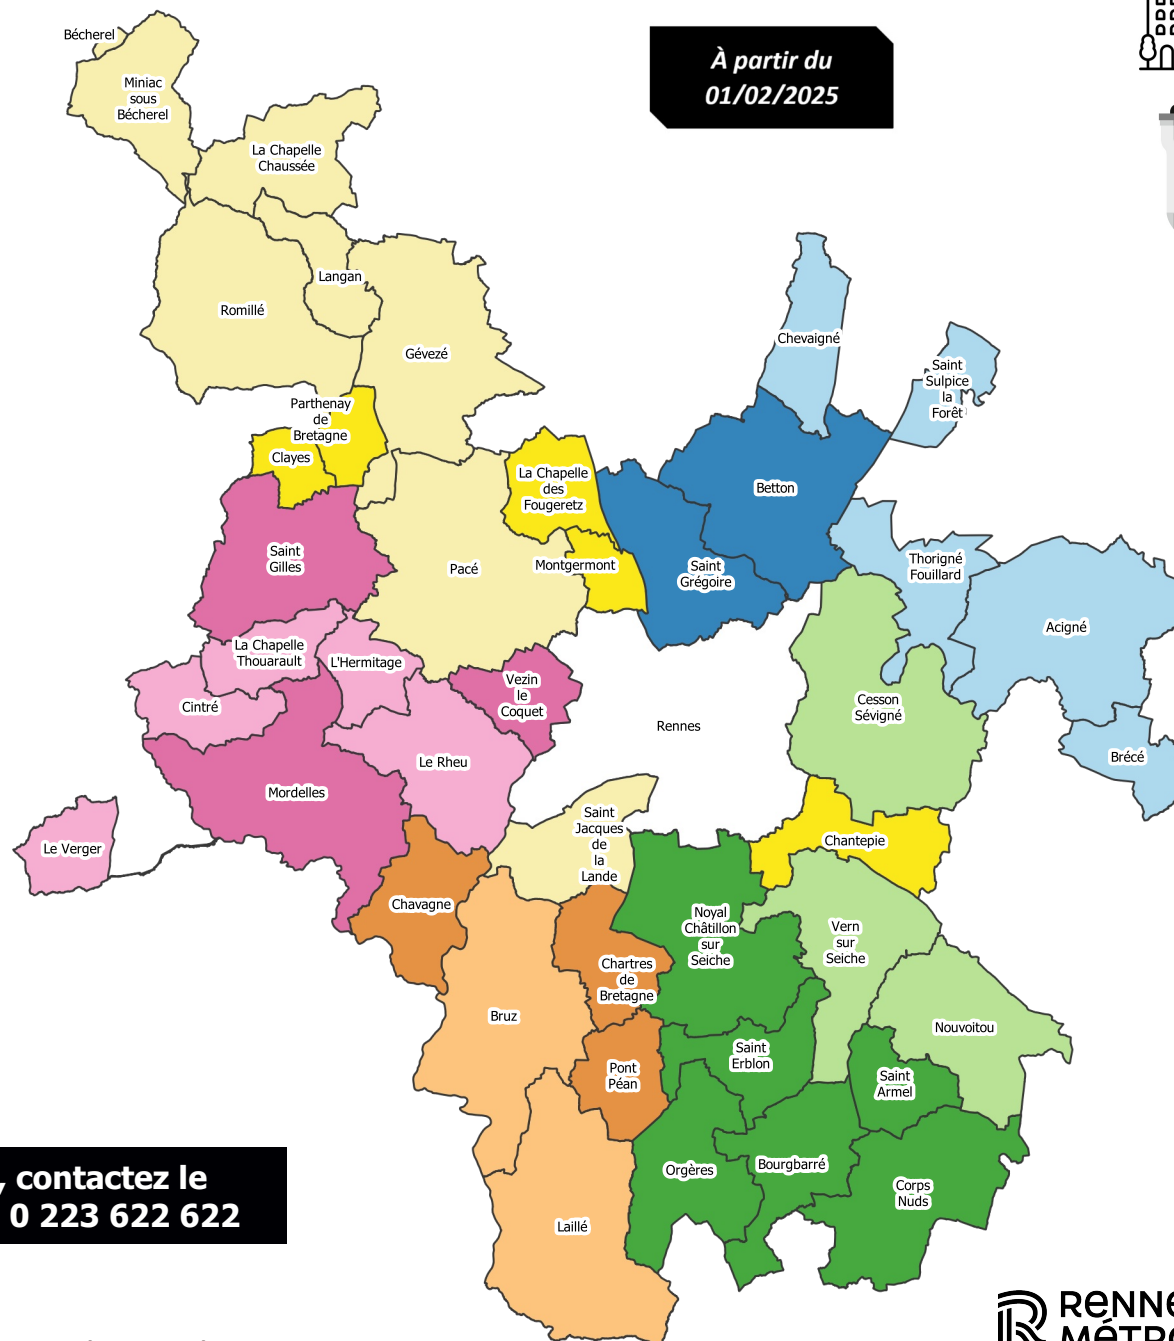 À partir du
01/02/2025
Bécherel
Miniac
sous
Bécherel
La Chapelle
Chaussée
Langan
Romillé
Gévezé
Chevaigné
Saint
Sulpice
la
Forêt
Parthenay
de
Bretagne
Clayes
La Chapelle
des
Fougeretz
Betton
Saint
Gilles
Pacé
Montgermont
Saint
Grégoire
Thorigné
Fouillard
Acigné
La Chapelle
Thouarault
L'Hermitage
Cintré
Vezin
le
Coquet
Rennes
Cesson
Sévigné
Le Rheu
Brécé
Mordelles
Saint
Jacques
de
la
Lande
Chantepie
Le Verger
Chavagne
Noyal
Châtillon
sur
Seiche
Vern
sur
Seiche
Chartres
de
Bretagne
Bruz
Nouvoitou
Saint
Erblon
Pont
Péan
Saint
Armel
Orgères
Bourgbarré
Corps
Nuds
Laillé
, contactez le
0 223 622 622
RENNE
MÉTRO